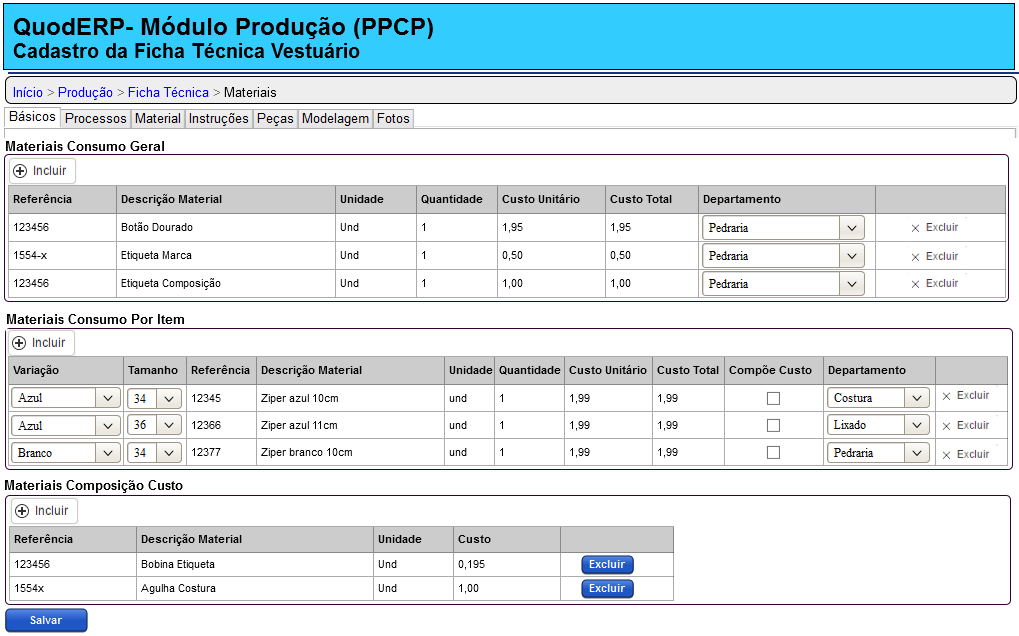 QuodERP- Módulo Produção (PPCP)
Cadastro da Ficha Técnica Vestuário
Início > Produção > Ficha Técnica > Materiais
Básicos Processos Material Instruções Peças Modelagem Fotos
Materiais Consumo Geral
Incluir
Referência Descrição Material Unidade Quantidade Custo Unitário Custo Total Departamento
123456 Botão Dourado Und 1 1,95 1,95 Pedraria Excluir
1554-x Etiqueta Marca Und 1 0,50 0,50 Pedraria Excluir
123456 Etiqueta Composição Und 1 1,00 1,00 Pedraria Excluir
Materiais Consumo Por Item
Incluir
Variação Tamanho Referência Descrição Material Unidade Quantidade Custo Unitário Custo Total Compõe Custo Departamento
Azul 34 12345 Ziper azul 10cm und 1 1,99 1,99 Costura Excluir
Azul 36 12366 Ziper azul 11cm und 1 1,99 1,99 Lixado Excluir
Branco 34 12377 Ziper branco 10cm und 1 1,99 1,99 Pedraria Excluir
Materiais Composição Custo
Incluir
Referência Descrição Material Unidade Custo
123456 Bobina Etiqueta Und 0,195 Excluir
1554x Agulha Costura Und 1,00 Excluir
Salvar